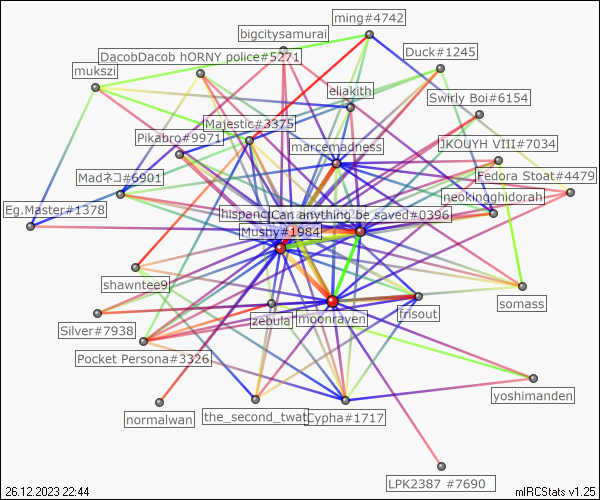 ming#4742
bigcitysamurai
DacobDacob hORNY police#5271
Duck#1245
mukszi
eliakith
Swirly Boi#6154
Majestic#3375
Pikabro#9971
JKOUYH VIII#7034
marcemadness
Madネコ#6901
Fedora Stoat#4479
neokingghidorah
Eg.Master#1378
Can anything be saved#0396
Mushy#1984
shawntee9
somass
frisout
moonraven
zebula
Silver#7938
Pocket Persona#3326
yoshimanden
normalwan
the_second_twat
Cypha#1717
LPK2387 #7690
26.12.2023 22:44
mIRCStats v1.25